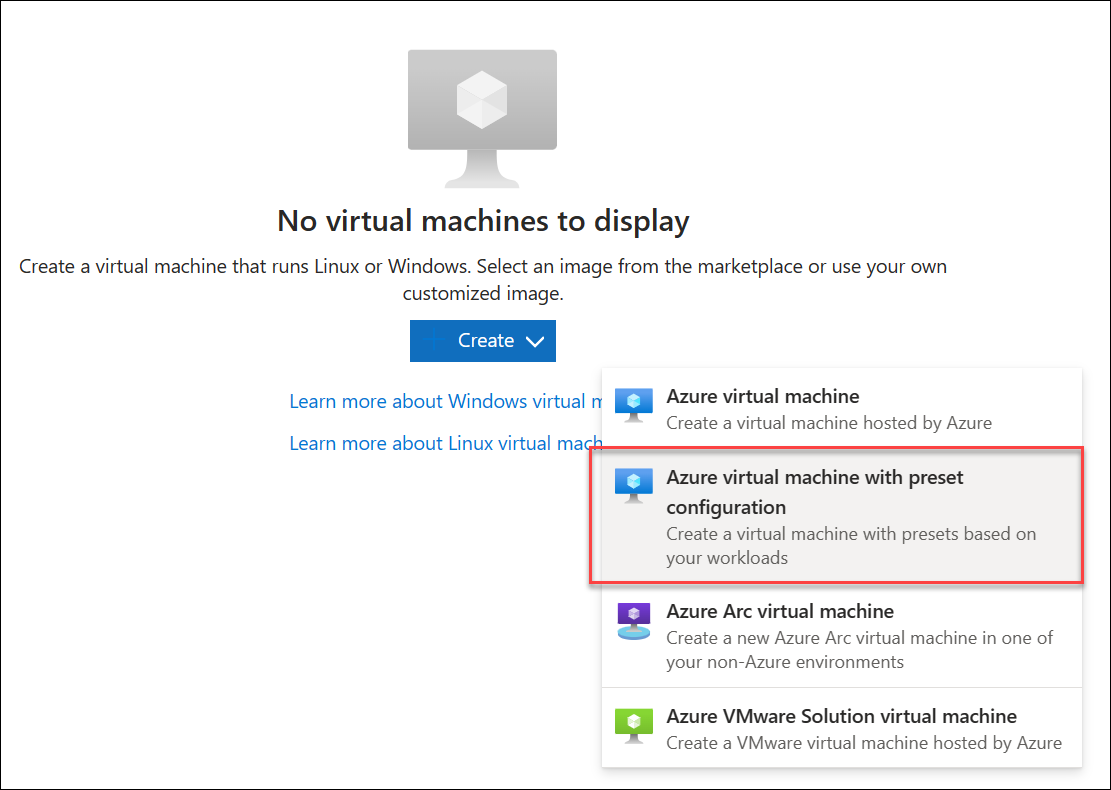 No virtual machines to display
Create a virtual machine that runs Linux or Windows. Select an image from the marketplace or use your own
customized image.
Create
Learn more about Windows virtual m
Learn more about Linux virtual mach
Azure virtual machine
Create a virtual machine hosted by Azure
Azure virtual machine with preset
configuration
Create a virtual machine with presets based on
your workloads
Azure Arc virtual machine
Create a new Azure Arc virtual machine in one of
your non-Azure environments
Azure VMware Solution virtual machine
Create a VMware virtual machine hosted by Azure